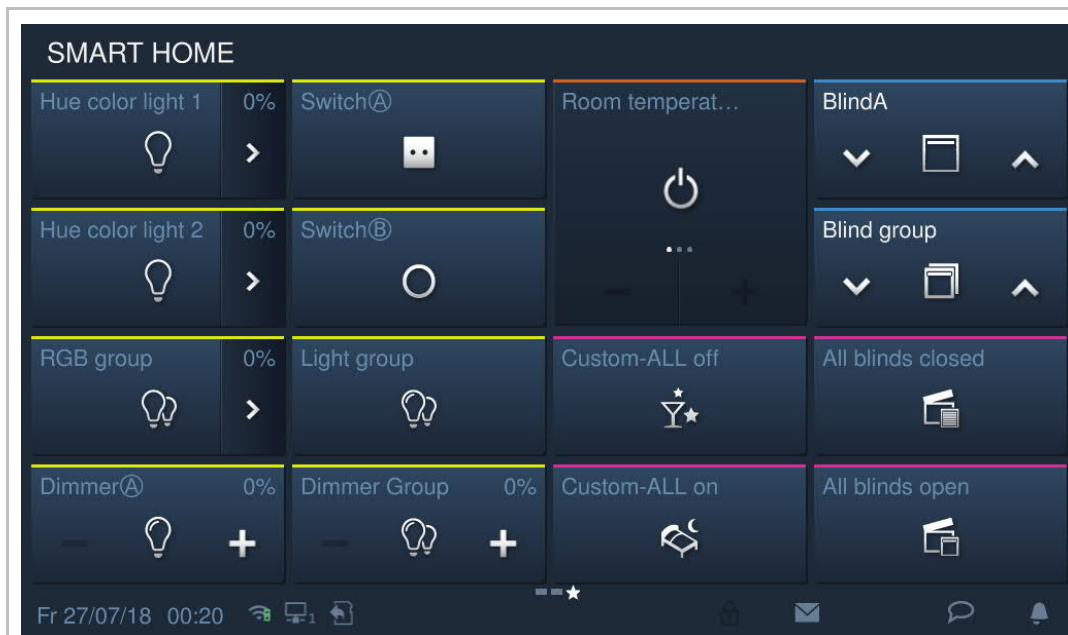 SMART HOME
Hue color light 1 0% SwitchⒶ Room temperat... BlindA
Hue color light 2 0% SwitchⒷ Blind group
RGB group 0% Light group Custom-ALL off All blinds closed
DimmerⒶ 0% Dimmer Group 0% Custom-ALL on All blinds open
Fr 27/07/18 00:20 1